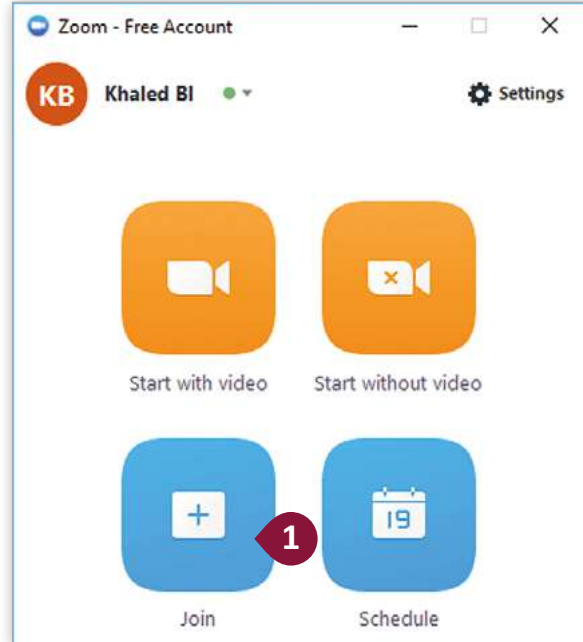 Zoom - Free Account
KB Khaled BI Settings
Start with video Start without video
19
1
Join Schedule